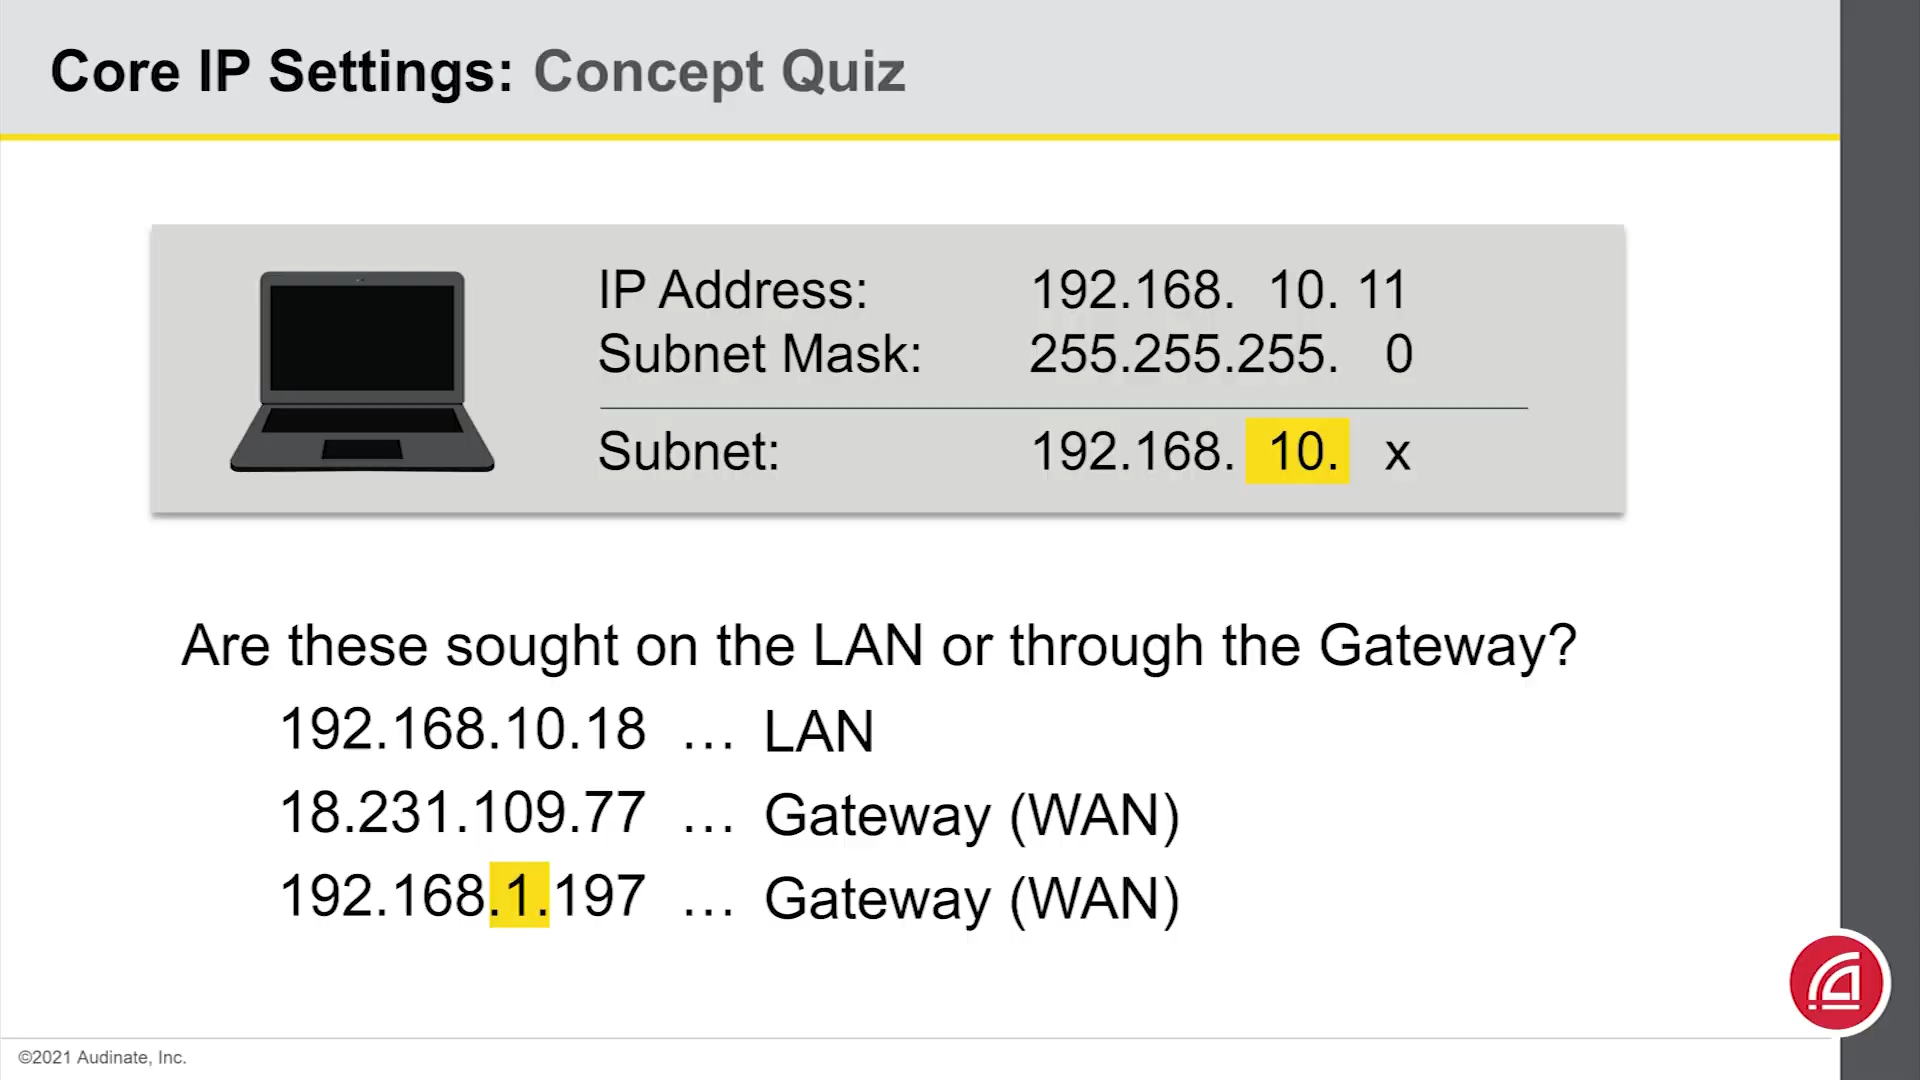 Core IP Settings: Concept Quiz
IP Address: 192.168. 10. 11
Subnet Mask: 255.255.255. 0
Subnet: 192.168. 10. x
Are these sought on the LAN or through the Gateway?
192.168.10.18 … LAN
18.231.109.77 … Gateway (WAN)
192.168.1.197 … Gateway (WAN)
©2021 Audinate, Inc.